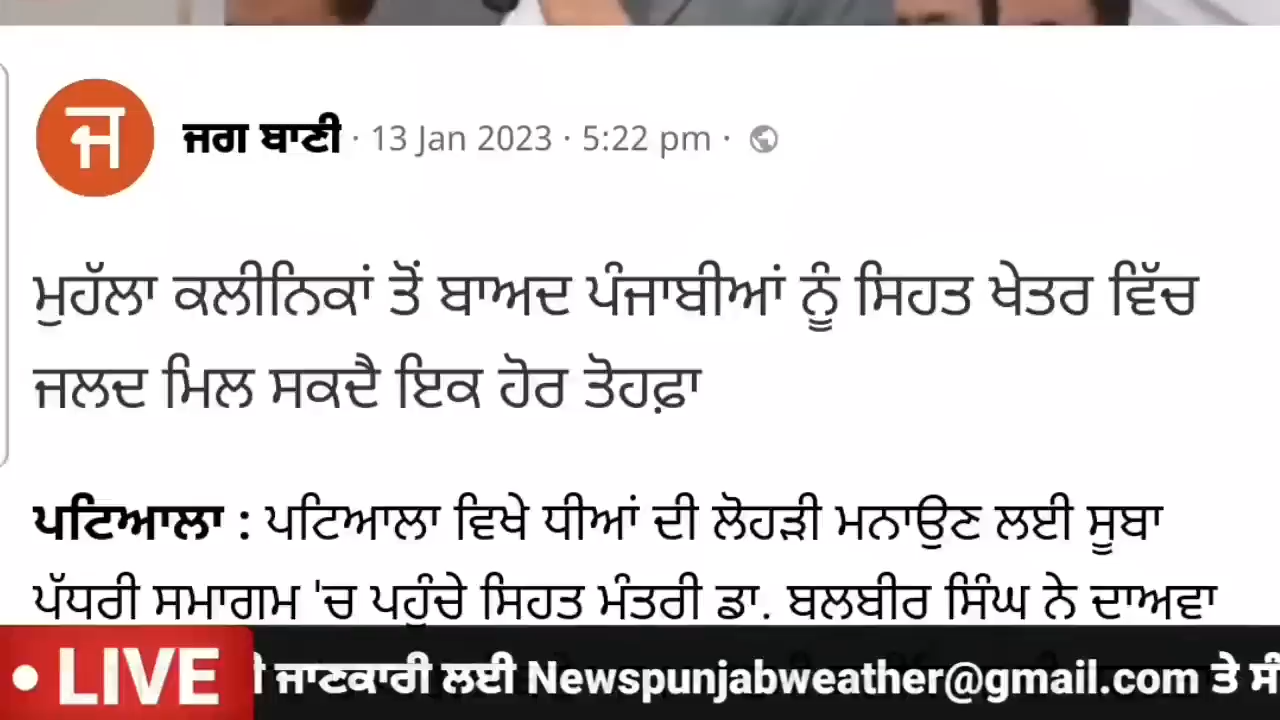 ਜ
ਜਗ ਬਾਣੀ · 13 Jan 2023 · 5:22 pm ·
ਮੁਹੱਲਾ ਕਲੀਨਿਕਾਂ ਤੋਂ ਬਾਅਦ ਪੰਜਾਬੀਆਂ ਨੂੰ ਸਿਹਤ ਖੇਤਰ ਵਿੱਚ
ਜਲਦ ਮਿਲ ਸਕਦੈ ਇਕ ਹੋਰ ਤੋਹਫ਼ਾ
ਪਟਿਆਲਾ : ਪਟਿਆਲਾ ਵਿਖੇ ਧੀਆਂ ਦੀ ਲੋਹੜੀ ਮਨਾਉਣ ਲਈ ਸੂਬਾ
ਪੱਧਰੀ ਸਮਾਗਮ 'ਚ ਪਹੁੰਚੇ ਸਿਹਤ ਮੰਤਰੀ ਡਾ. ਬਲਬੀਰ ਸਿੰਘ ਨੇ ਦਾਅਵਾ
• LIVE ਜਾਣਕਾਰੀ ਲਈ Newspunjabweather@gmail.com ਤੇ